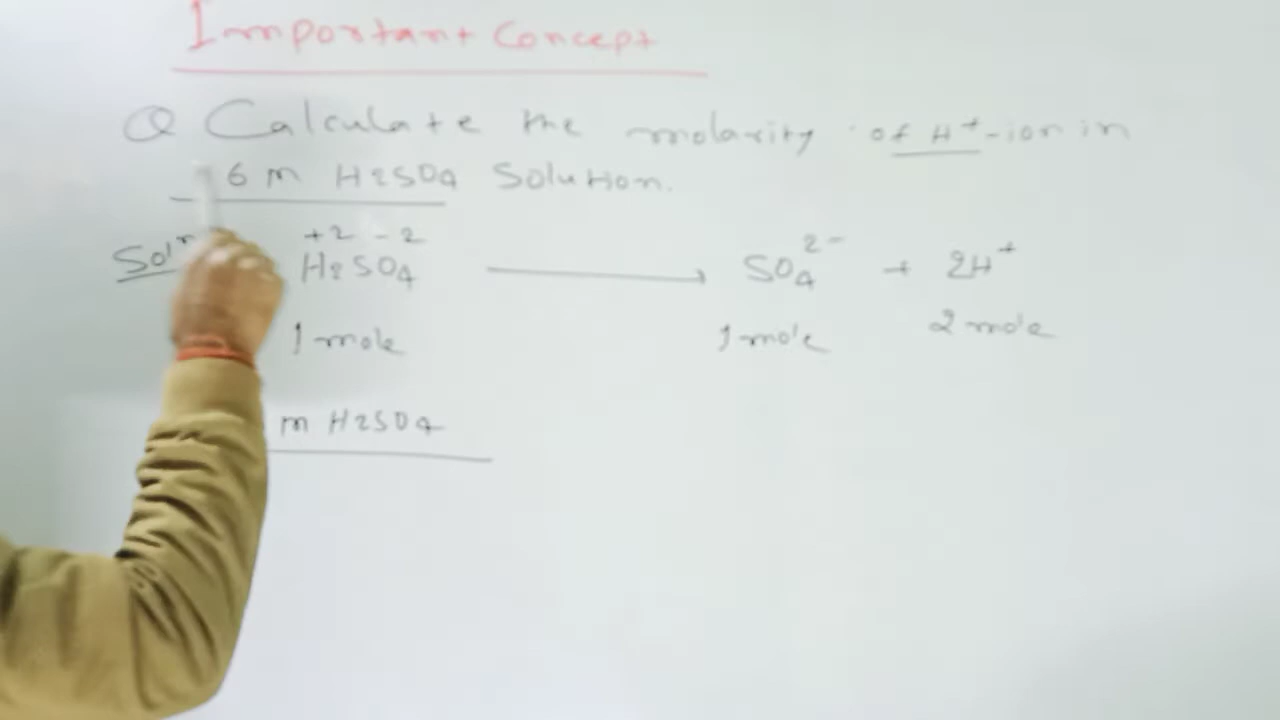 Important Concept
Q Calculate the molarity of H+-ion in
6 m H2SO4 Solution.
+2 -2
Soln H2SO4 → SO4 2- + 2H+
1 mole 1 mole 2 mole
m H2SO4